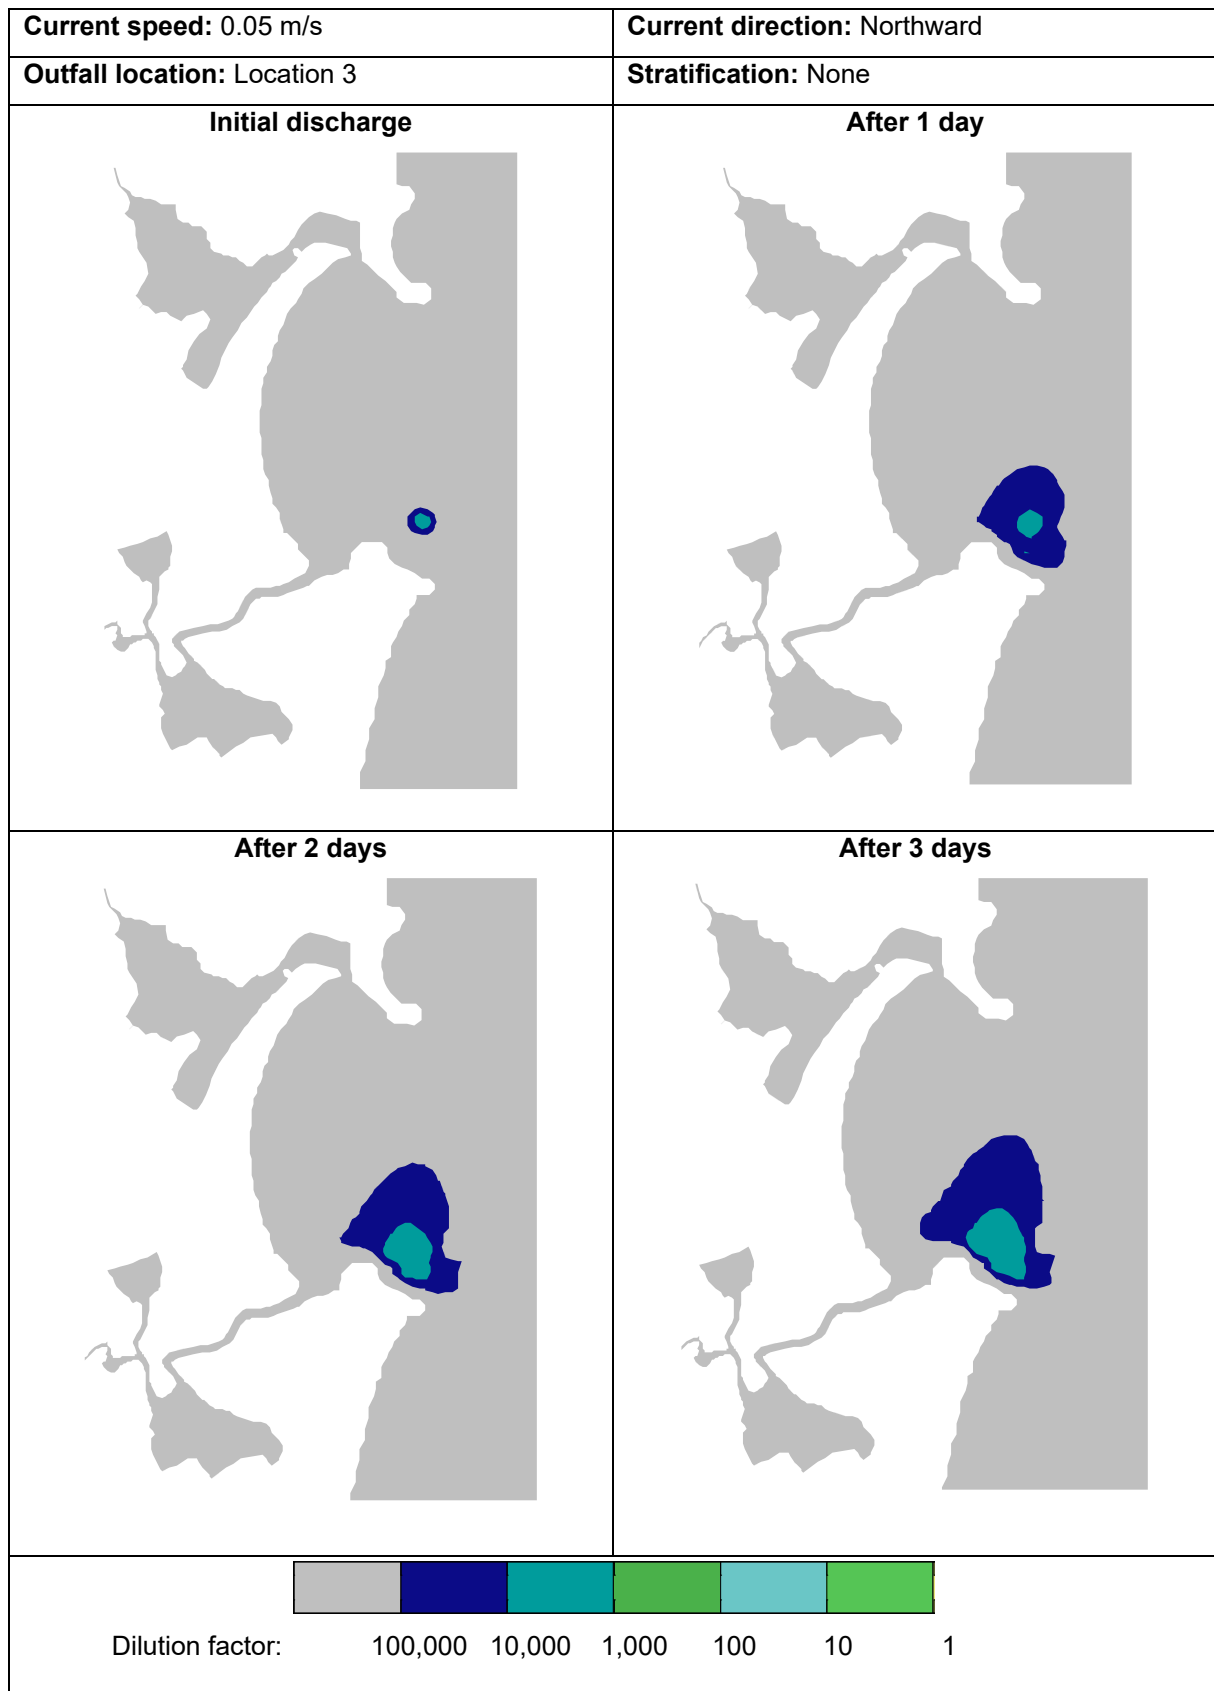 Current speed: 0.05 m/s
Current direction: Northward
Outfall location: Location 3
Stratification: None
Initial discharge
After 1 day
After 2 days
After 3 days
Dilution factor: 100,000 10,000 1,000 100 10 1